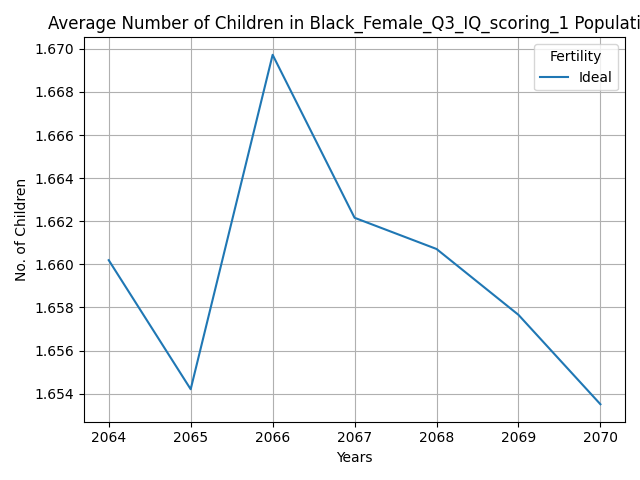 Average Number of Children in Black_Female_Q3_IQ_scoring_1 Populati
Fertility
Ideal
1.670
1.668
1.666
1.664
1.662
1.660
1.658
1.656
1.654
No. of Children
2064 2065 2066 2067 2068 2069 2070
Years